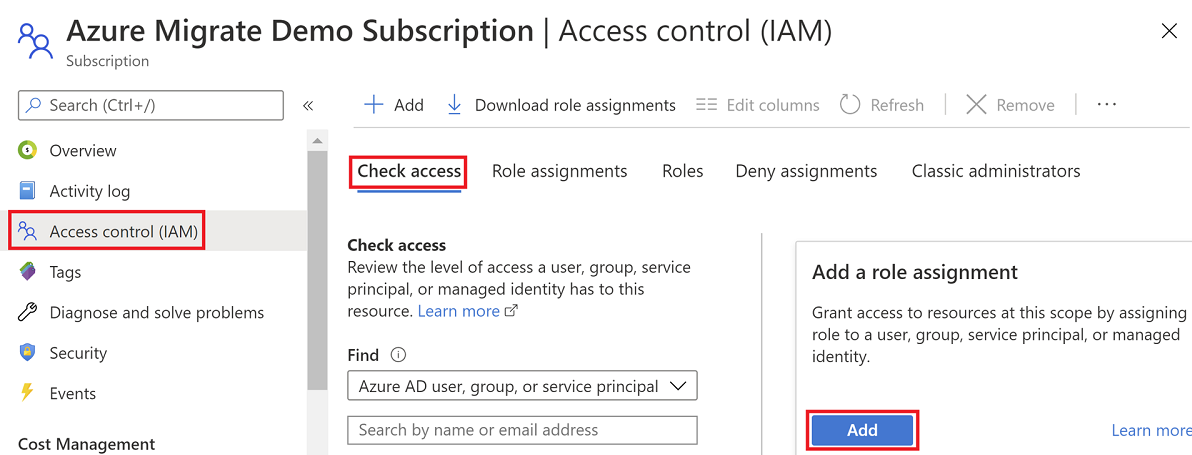 Azure Migrate Demo Subscription | Access control (IAM)
Subscription
Search (Ctrl+/)
«
Overview
Activity log
Access control (IAM)
Tags
Diagnose and solve problems
Security
Events
Cost Management
Add
Download role assignments
Edit columns
Refresh
Remove
...
Check access
Role assignments
Roles
Deny assignments
Classic administrators
Check access
Review the level of access a user, group, service
principal, or managed identity has to this
resource. Learn more
Find
Azure AD user, group, or service principal
Search by name or email address
Add a role assignment
Grant access to resources at this scope by assigning
role to a user, group, service principal, or managed
identity.
Add
Learn more